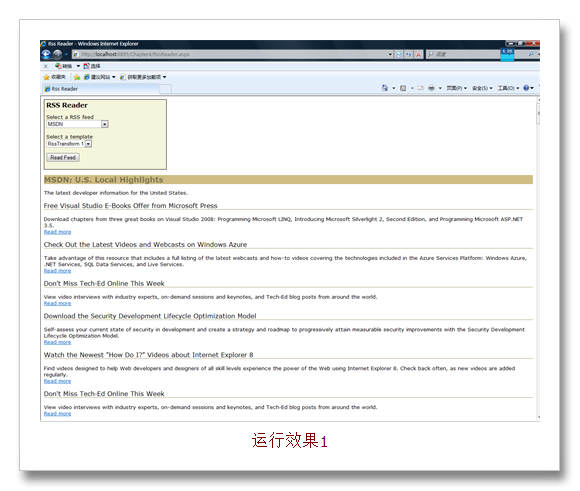 Rss Reader - Windows Internet Explorer
http://localhost:6895/Chapter4/RssReader.aspx
百度
6:35
转换 选择
收藏夹 建议网站 获取更多加载项
Rss Reader 页面(P) 安全(S) 工具(O)
RSS Reader
Select a RSS feed
MSDN
Select a template
RssTransform 1
Read Feed
MSDN: U.S. Local Highlights
The latest developer information for the United States.
Free Visual Studio E-Books Offer from Microsoft Press
Download chapters from three great books on Visual Studio 2008: Programming Microsoft LINQ, Introducing Microsoft Silverlight 2, Second Edition, and Programming Microsoft ASP.NET
3.5.
Read more
Check Out the Latest Videos and Webcasts on Windows Azure
Take advantage of this resource that includes a full listing of the latest webcasts and how-to videos covering the technologies included in the Azure Services Platform: Windows Azure,
.NET Services, SQL Data Services, and Live Services.
Read more
Don't Miss Tech-Ed Online This Week
View video interviews with industry experts, on-demand sessions and keynotes, and Tech-Ed blog posts from around the world.
Read more
Download the Security Development Lifecycle Optimization Model
Self-assess your current state of security in development and create a strategy and roadmap to progressively attain measurable security improvements with the Security Development
Lifecycle Optimization Model.
Read more
Watch the Newest "How Do I?" Videos about Internet Explorer 8
Find videos designed to help Web developers and designers of all skill levels experience the power of the Web using Internet Explorer 8. Check back often, as new videos are added
regularly.
Read more
Don't Miss Tech-Ed Online This Week
View video interviews with industry experts, on-demand sessions and keynotes, and Tech-Ed blog posts from around the world.
Read more
运行效果1